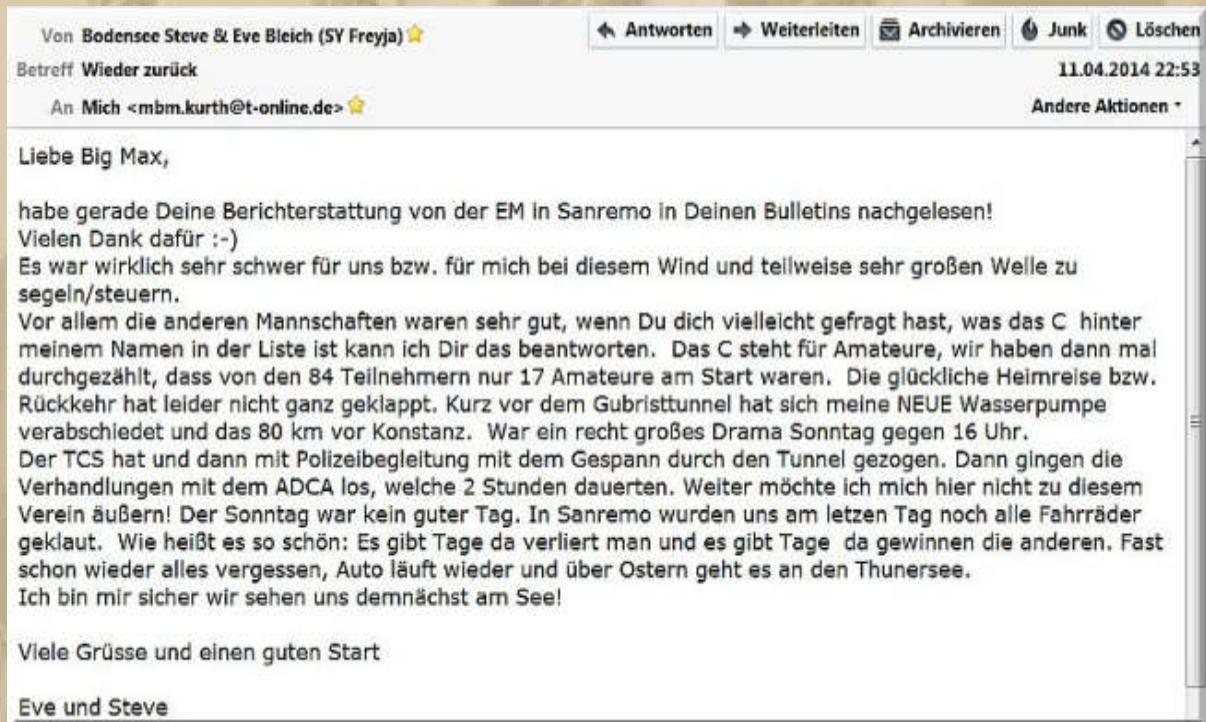 Von Bodensee Steve & Eve Bleich (SY Freyja)
Antworten Weiterleiten Archivieren Junk Löschen
Betreff Wieder zurück
11.04.2014 22:53
An Mich <mbm.kurth@t-online.de>
Andere Aktionen
Liebe Big Max,
habe gerade Deine Berichterstattung von der EM in Sanremo in Deinen Bulletins nachgelesen!
Vielen Dank dafür :-)
Es war wirklich sehr schwer für uns bzw. für mich bei diesem Wind und teilweise sehr großen Welle zu
segeln/steuern.
Vor allem die anderen Mannschaften waren sehr gut, wenn Du dich vielleicht gefragt hast, was das C hinter
meinem Namen in der Liste ist kann ich Dir das beantworten. Das C steht für Amateure, wir haben dann mal
durchgezählt, dass von den 84 Teilnehmern nur 17 Amateure am Start waren. Die glückliche Heimreise bzw.
Rückkehr hat leider nicht ganz geklappt. Kurz vor dem Gubristtunnel hat sich meine NEUE Wasserpumpe
verabschiedet und das 80 km vor Konstanz. War ein recht großes Drama Sonntag gegen 16 Uhr.
Der TCS hat und dann mit Polizeibegleitung mit dem Gespann durch den Tunnel gezogen. Dann gingen die
Verhandlungen mit dem ADCA los, welche 2 Stunden dauerten. Weiter möchte ich mich hier nicht zu diesem
Verein äußern! Der Sonntag war kein guter Tag. In Sanremo wurden uns am letzen Tag noch alle Fahrräder
geklaut. Wie heißt es so schön: Es gibt Tage da verliert man und es gibt Tage da gewinnen die anderen. Fast
schon wieder alles vergessen, Auto läuft wieder und über Ostern geht es an den Thunersee.
Ich bin mir sicher wir sehen uns demnächst am See!
Viele Grüsse und einen guten Start
Eve und Steve